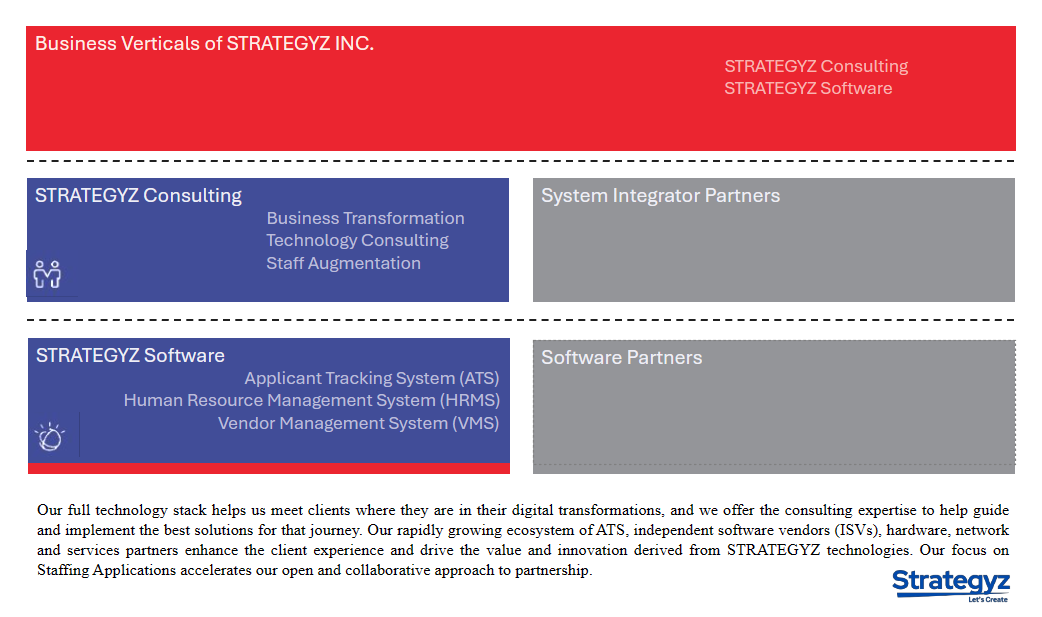 Business Verticals of STRATEGYZ INC.
STRATEGYZ Consulting
STRATEGYZ Software
STRATEGYZ Consulting
Business Transformation
Technology Consulting
Staff Augmentation
System Integrator Partners
STRATEGYZ Software
Applicant Tracking System (ATS)
Human Resource Management System (HRMS)
Vendor Management System (VMS)
Software Partners
Our full technology stack helps us meet clients where they are in their digital transformations, and we offer the consulting expertise to help guide
and implement the best solutions for that journey. Our rapidly growing ecosystem of ATS, independent software vendors (ISVs), hardware, network
and services partners enhance the client experience and drive the value and innovation derived from STRATEGYZ technologies. Our focus on
Staffing Applications accelerates our open and collaborative approach to partnership.
Strategyz
Let's Create